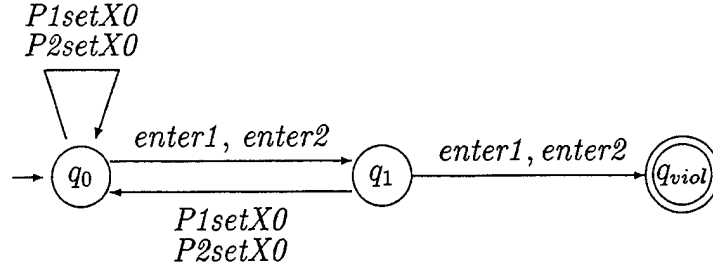 P1setX0
P2setX0
enter1, enter2
enter1, enter2
q0
q1
qviol
P1setX0
P2setX0